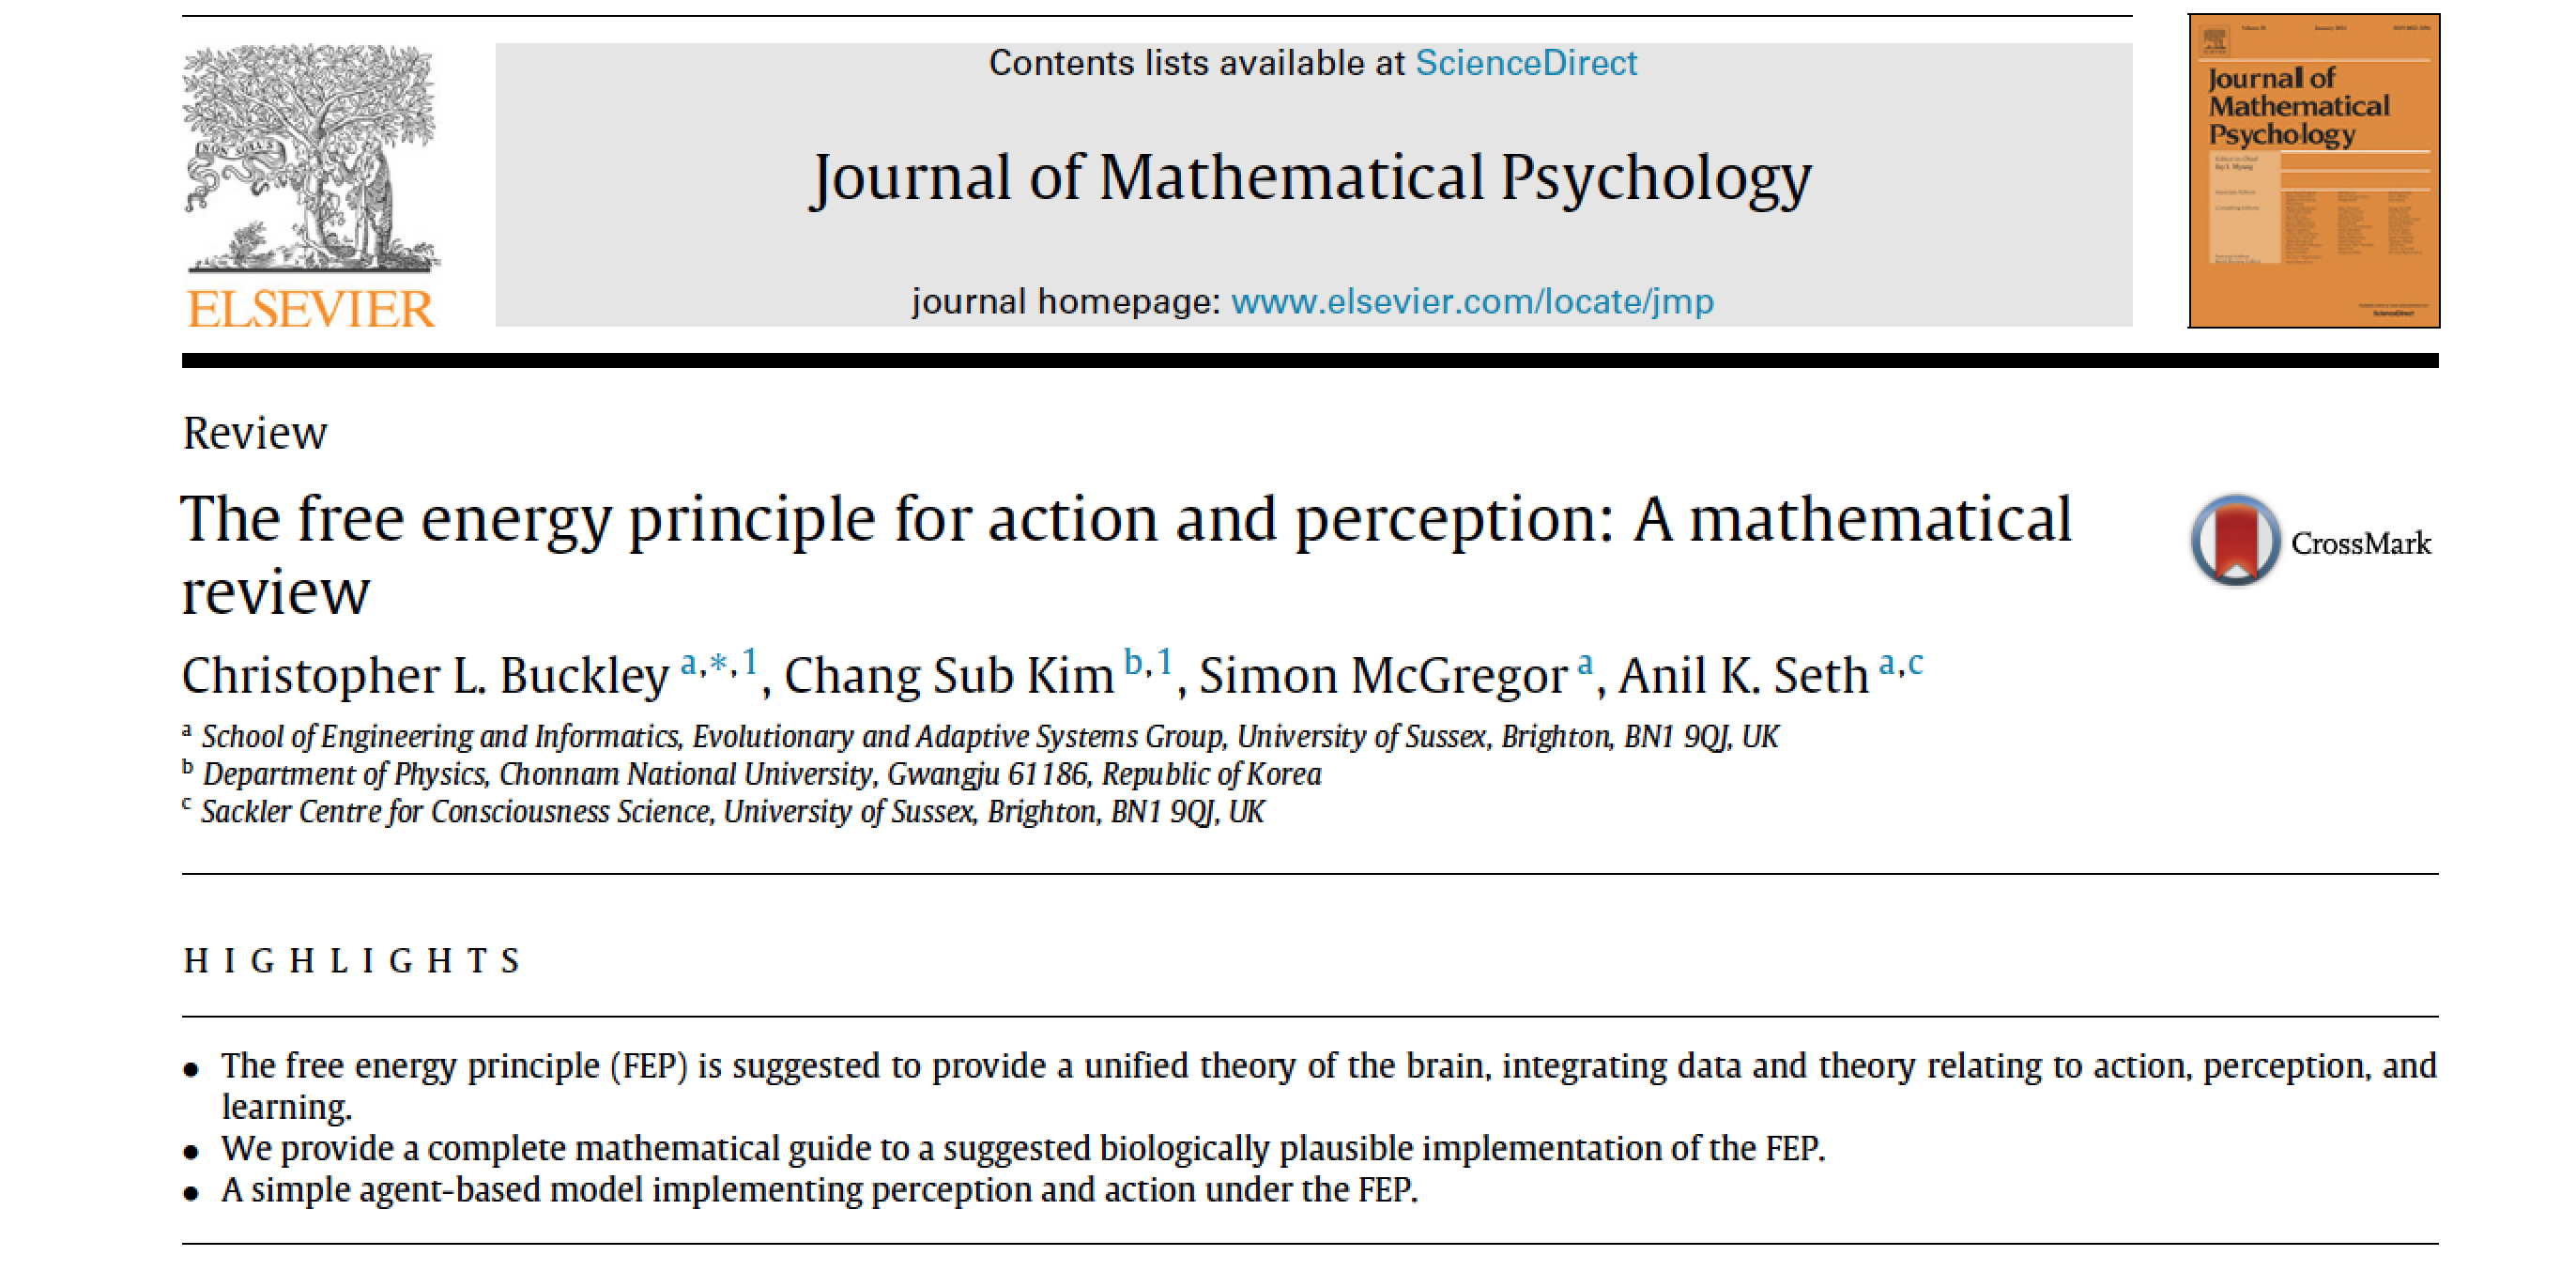 Contents lists available at ScienceDirect
Journal of Mathematical Psychology
journal homepage: www.elsevier.com/locate/jmp
NON SOLUS
ELSEVIER
Journal of
Mathematical
Psychology
ScienceDirect
Review
The free energy principle for action and perception: A mathematical
review
CrossMark
Christopher L. Buckley a,*,1, Chang Sub Kim b,1, Simon McGregor a, Anil K. Seth a,c
a School of Engineering and Informatics, Evolutionary and Adaptive Systems Group, University of Sussex, Brighton, BN1 9QJ, UK
b Department of Physics, Chonnam National University, Gwangju 61186, Republic of Korea
c Sackler Centre for Consciousness Science, University of Sussex, Brighton, BN1 9QJ, UK
HIGHLIGHTS
• The free energy principle (FEP) is suggested to provide a unified theory of the brain, integrating data and theory relating to action, perception, and
learning.
• We provide a complete mathematical guide to a suggested biologically plausible implementation of the FEP.
• A simple agent-based model implementing perception and action under the FEP.